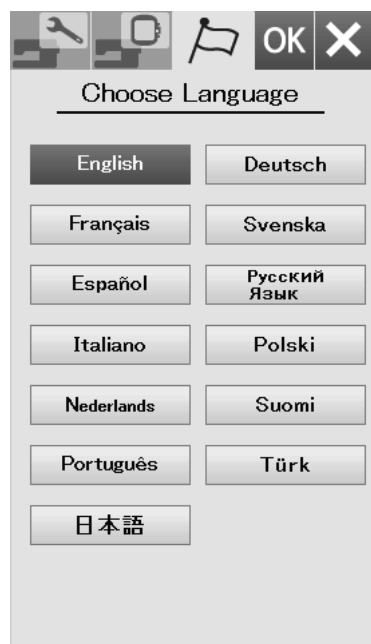 OK
Choose Language
English
Deutsch
Français
Svenska
Español
Русский
Язык
Italiano
Polski
Nederlands
Suomi
Português
Türk
日本語